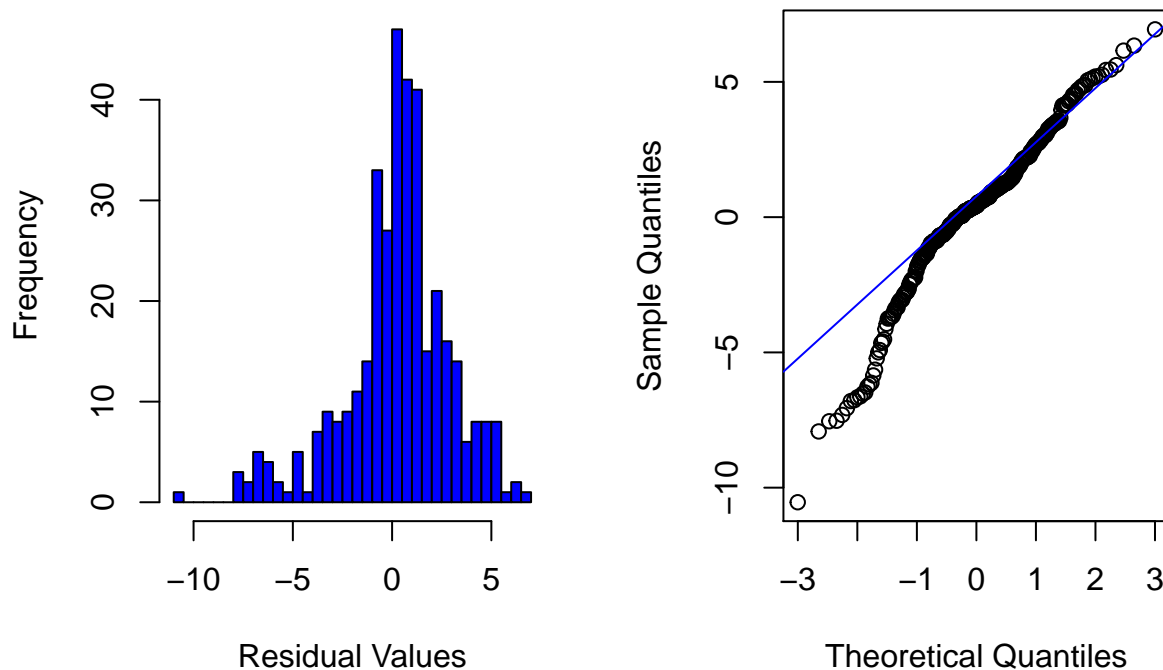 Frequency
40
30
20
10
0
−10 −5 0 5
Residual Values
Sample Quantiles
5
0
−5
−10
−3 −1 0 1 2 3
Theoretical Quantiles